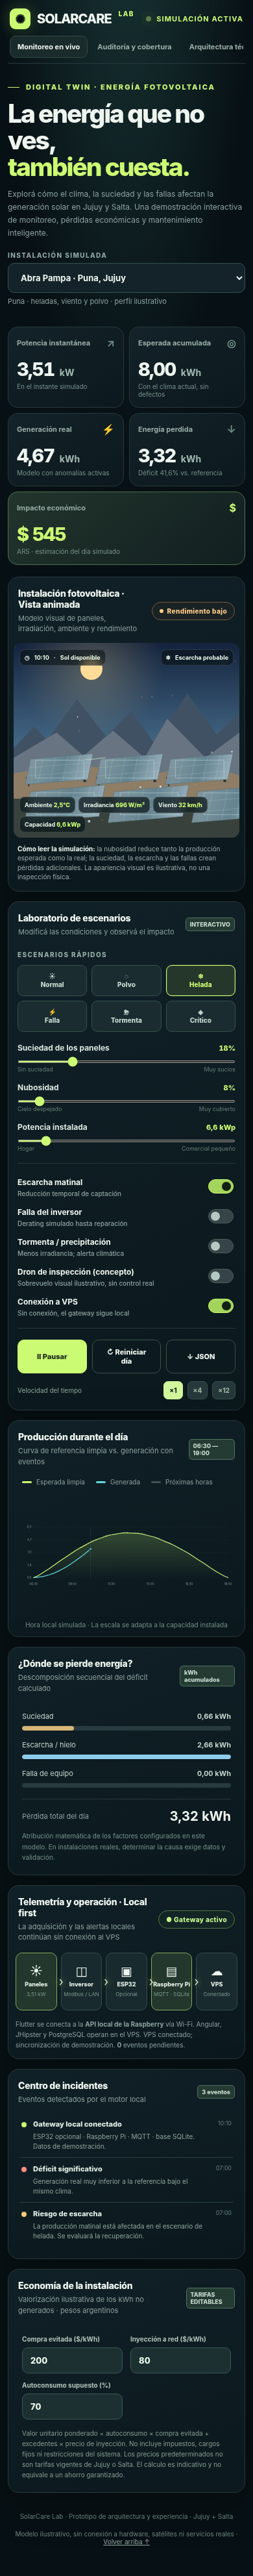 SOLARCARE LAB
SIMULACIÓN ACTIVA
Monitoreo en vivo
Auditoría y cobertura
Arquitectura
DIGITAL TWIN · ENERGÍA FOTOVOLTAICA
La energía que no
ves,
también cuesta.
Explorá cómo el clima, la suciedad y las fallas afectan la
generación solar en Jujuy y Salta. Una demostración interactiva
de monitoreo, pérdidas económicas y mantenimiento
inteligente.
INSTALACIÓN SIMULADA
Abra Pampa · Puna, Jujuy
Puna · heladas, viento y polvo · perfil ilustrativo
Potencia instantánea ↗
3,51 kW
En el instante simulado
Esperada acumulada ◎
8,00 kWh
Con el clima actual, sin
defectos
Generación real ⚡
4,67 kWh
Modelo con anomalías activas
Energía perdida ↓
3,32 kWh
Déficit 41,6% vs. referencia
Impacto económico $
$ 545
ARS · estimación del día simulado
Instalación fotovoltaica ·
Vista animada
Modelo visual de paneles,
irradiación, ambiente y rendimiento
Rendimiento bajo
10:10 · Sol disponible
Escarcha probable
Ambiente 2,5°C
Irradiancia 696 W/m²
Viento 32 km/h
Capacidad 6,6 kWp
Cómo leer la simulación: la nubosidad reduce tanto la producción
esperada como la real; la suciedad, la escarcha y las fallas crean
pérdidas adicionales. La apariencia visual es ilustrativa, no una
inspección física.
Laboratorio de escenarios
Modificá las condiciones y observá el impacto
INTERACTIVO
ESCENARIOS RÁPIDOS
Normal
Polvo
Helada
Falla
Tormenta
Crítico
Suciedad de los paneles 18%
Sin suciedad Muy sucios
Nubosidad 8%
Cielo despejado Muy cubierto
Potencia instalada 6,6 kWp
Hogar Comercial pequeño
Escarcha matinal
Reducción temporal de captación
Falla del inversor
Derating simulado hasta reparación
Tormenta / precipitación
Menos irradiancia; alerta climática
Dron de inspección (concepto)
Sobrevuelo visual ilustrativo, sin control real
Conexión a VPS
Sin conexión, el gateway sigue local
II Pausar
↻ Reiniciar
día
↓ JSON
Velocidad del tiempo
×1
×4
×12
Producción durante el día
Curva de referencia limpia vs. generación con
eventos
06:30 —
19:00
Esperada limpia
Generada
Próximas horas
Hora local simulada · La escala se adapta a la capacidad instalada
¿Dónde se pierde energía?
Descomposición secuencial del déficit
calculado
kWh
acumulados
Suciedad 0,66 kWh
Escarcha / hielo 2,66 kWh
Falla de equipo 0,00 kWh
Pérdida total del día 3,32 kWh
Atribución matemática de los factores configurados en este
modelo. En instalaciones reales, determinar la causa exige datos y
validación.
Telemetría y operación · Local
first
La adquisición y las alertas locales
continúan sin conexión al VPS
Gateway activo
Paneles
3,51 kW
Inversor
Modbus / LAN
ESP32
Opcional
Raspberry Pi
MQTT · SQLite
VPS
Conectado
Flutter se conecta a la API local de la Raspberry vía Wi-Fi. Angular,
JHipster y PostgreSQL operan en el VPS. VPS conectado;
sincronización de demostración. 0 eventos pendientes.
Centro de incidentes
Eventos detectados por el motor local
3 eventos
Gateway local conectado 10:10
ESP32 opcional · Raspberry Pi · MQTT · base SQLite.
Datos de demostración.
Déficit significativo 07:00
Generación real muy inferior a la referencia bajo el
mismo clima.
Riesgo de escarcha 07:00
La producción matinal está afectada en el escenario de
helada. Se evaluará la recuperación.
Economía de la instalación
Valorización ilustrativa de los kWh no
generados · pesos argentinos
TARIFAS
EDITABLES
Compra evitada ($/kWh)
200
Inyección a red ($/kWh)
80
Autoconsumo supuesto (%)
70
Valor unitario ponderado = autoconsumo × compra evitada +
excedentes × precio de inyección. No incluye impuestos, cargos
fijos ni restricciones del sistema. Los precios predeterminados no
son tarifas vigentes de Jujuy o Salta. El cálculo es indicativo y no
equivale a un ahorro garantizado.
SolarCare Lab · Prototipo de arquitectura y experiencia · Jujuy + Salta
Modelo ilustrativo, sin conexión a hardware, satélites ni servicios reales ·
Volver arriba ↑